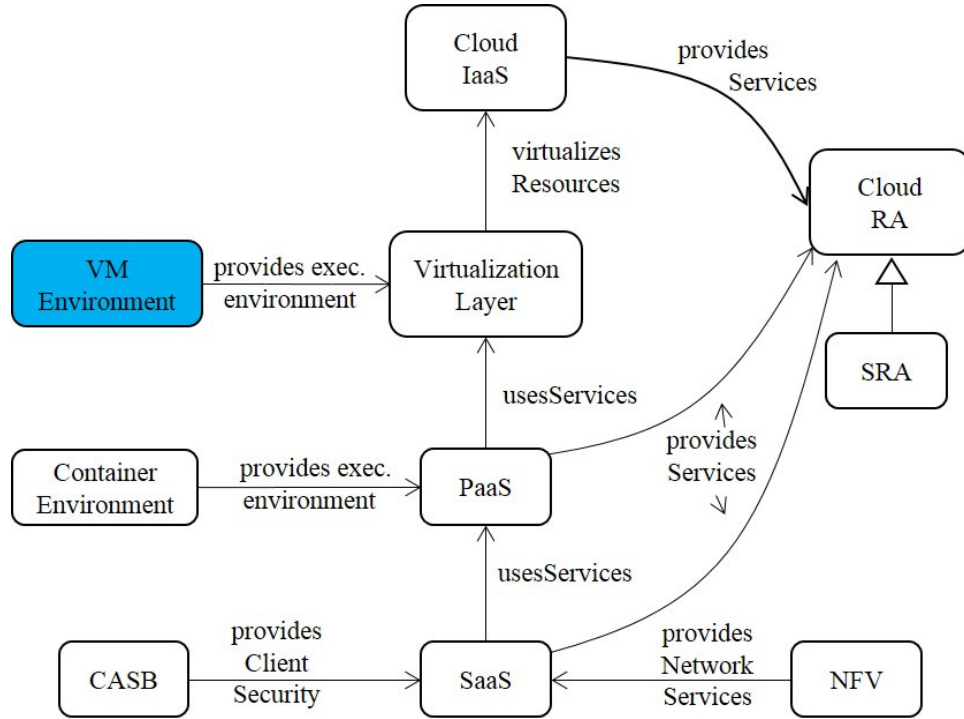 Cloud
IaaS
provides
Services
virtualizes
Resources
Cloud
RA
VM
Environment
provides exec.
environment
Virtualization
Layer
SRA
usesServices
provides
Services
Container
Environment
provides exec.
environment
PaaS
usesServices
CASB
provides
Client
Security
SaaS
provides
Network
Services
NFV